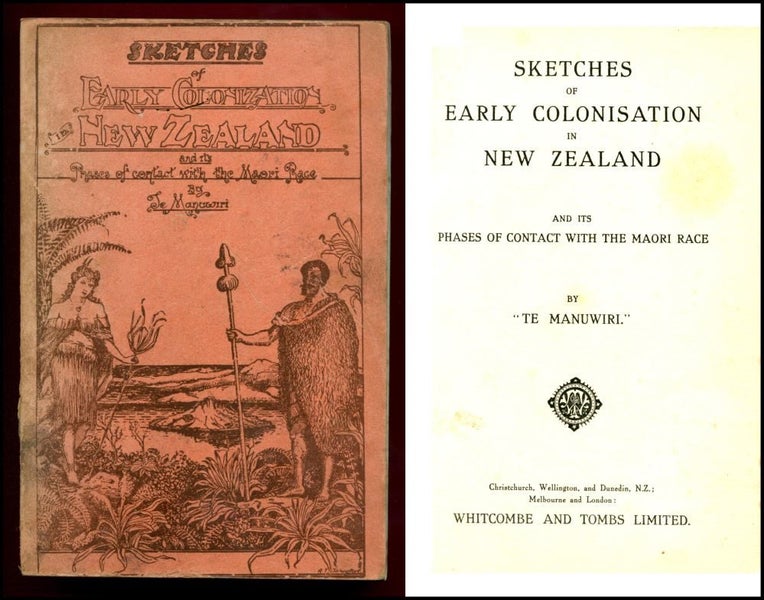 SKETCHES
of
EARLY COLONIZATION
IN
NEW ZEALAND
and its
Phases of contact with the Maori Race
By
Te Manuwiri
SKETCHES
OF
EARLY COLONISATION
IN
NEW ZEALAND
AND ITS
PHASES OF CONTACT WITH THE MAORI RACE
BY
"TE MANUWIRI."
Christchurch, Wellington, and Dunedin, N.Z.;
Melbourne and London:
WHITCOMBE AND TOMBS LIMITED.